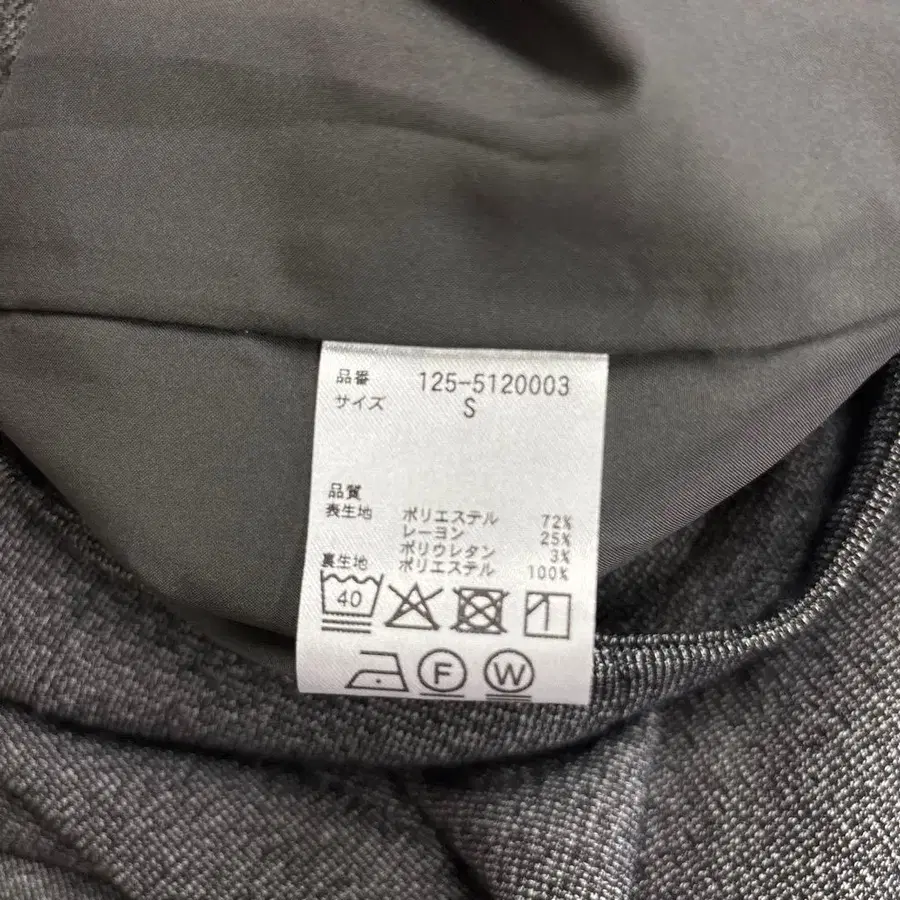 品番 125-5120003
サイズ S
品質
表生地 ポリエステル 72%
レーヨン 25%
ポリウレタン 3%
裏生地 ポリエステル 100%
40
F W